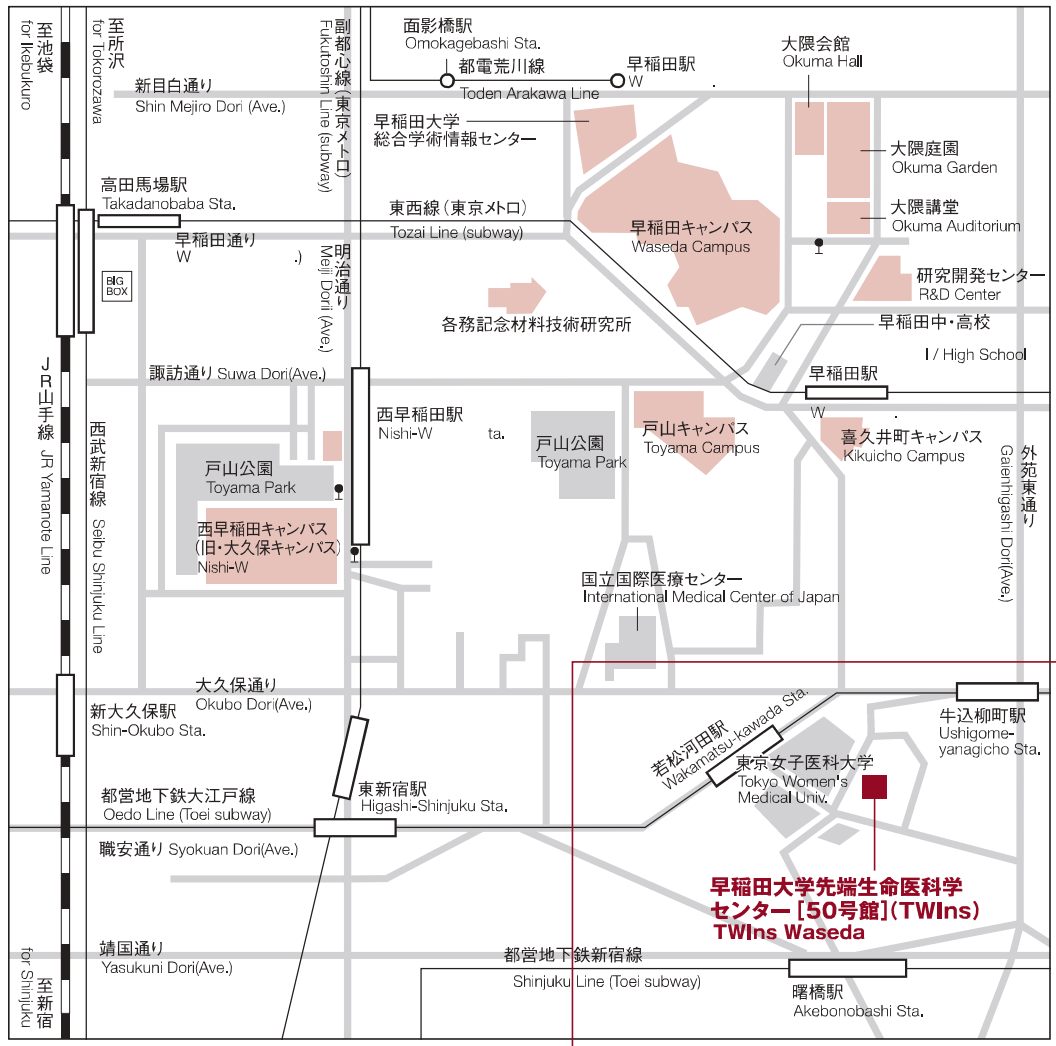 至池袋
for Ikebukuro
至所沢
for Tokorozawa
副都心線(東京メトロ)
Fukutoshin Line (subway)
面影橋駅
Omokagebashi Sta.
都電荒川線
Toden Arakawa Line
早稲田駅
W .
大隈会館
Okuma Hall
新目白通り
Shin Mejiro Dori (Ave.)
早稲田大学
総合学術情報センター
大隈庭園
Okuma Garden
高田馬場駅
Takadanobaba Sta.
東西線(東京メトロ)
Tozai Line (subway)
早稲田キャンパス
Waseda Campus
大隈講堂
Okuma Auditorium
早稲田通り
W .)
明治通り
Meiji Dorii (Ave.)
BIG
BOX
研究開発センター
R&D Center
各務記念材料技術研究所
早稲田中・高校
I / High School
JR山手線 JR Yamanote Line
諏訪通り Suwa Dori(Ave.)
早稲田駅
W .
西早稲田駅
Nishi-W ta.
戸山公園
Toyama Park
戸山キャンパス
Toyama Campus
喜久井町キャンパス
Kikuicho Campus
西武新宿線 Seibu Shinjuku Line
戸山公園
Toyama Park
外苑東通り
Gaienhigashi Dori(Ave.)
西早稲田キャンパス
(旧・大久保キャンパス)
Nishi-W
国立国際医療センター
International Medical Center of Japan
大久保通り
Okubo Dori(Ave.)
新大久保駅
Shin-Okubo Sta.
若松河田駅
Wakamatsu-kawada Sta.
牛込柳町駅
Ushigome-
yanagicho Sta.
東京女子医科大学
Tokyo Women's
Medical Univ.
東新宿駅
Higashi-Shinjuku Sta.
都営地下鉄大江戸線
Oedo Line (Toei subway)
職安通り Syokuan Dori(Ave.)
早稲田大学先端生命医科学
センター [50号館](TWIns)
TWIns Waseda
靖国通り
Yasukuni Dori(Ave.)
都営地下鉄新宿線
Shinjuku Line (Toei subway)
曙橋駅
Akebonobashi Sta.
至新宿
for Shinjuku